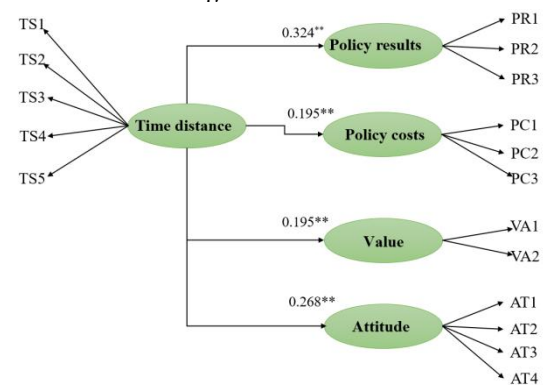 TS1
TS2
TS3
TS4
TS5
Time distance
0.324**
Policy results
PR1
PR2
PR3
0.195**
Policy costs
PC1
PC2
PC3
0.195**
Value
VA1
VA2
0.268**
Attitude
AT1
AT2
AT3
AT4